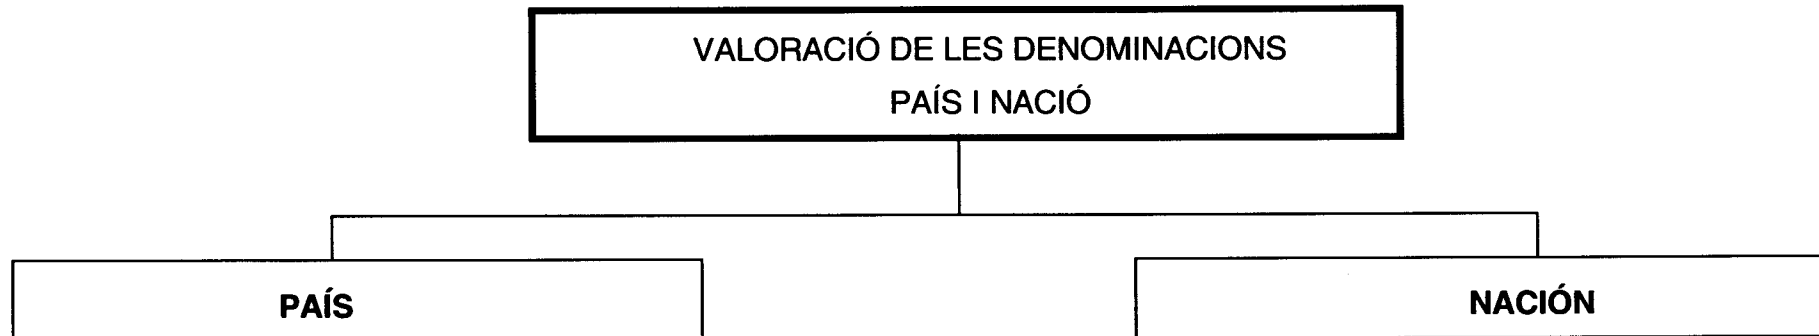 VALORACIÓ DE LES DENOMINACIONS
PAÍS I NACIÓ
PAÍS
NACIÓN